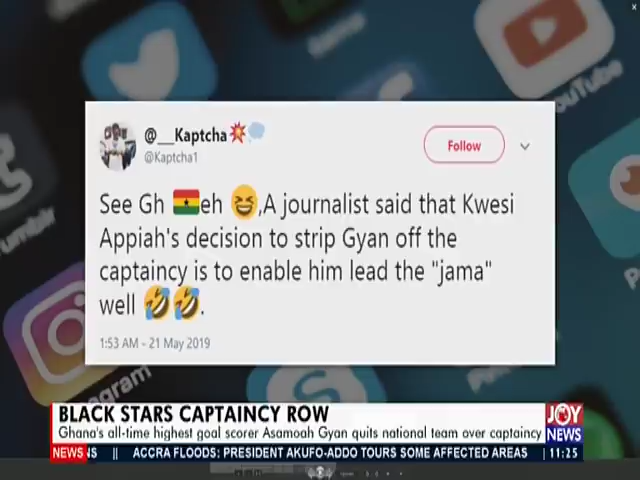 @__Kaptcha
@Kaptcha1
Follow
See Gh 🇬🇭eh 😆,A journalist said that Kwesi
Appiah's decision to strip Gyan off the
captaincy is to enable him lead the "jama"
well 🤣🤣.
1:53 AM - 21 May 2019
YouTube
tumblr
BLACK STARS CAPTAINCY ROW
Ghana's all-time highest goal scorer Asamoah Gyan quits national team over captaincy
JOY
NEWS
NEWS
ACCRA FLOODS: PRESIDENT AKUFO-ADDO TOURS SOME AFFECTED AREAS
11:25